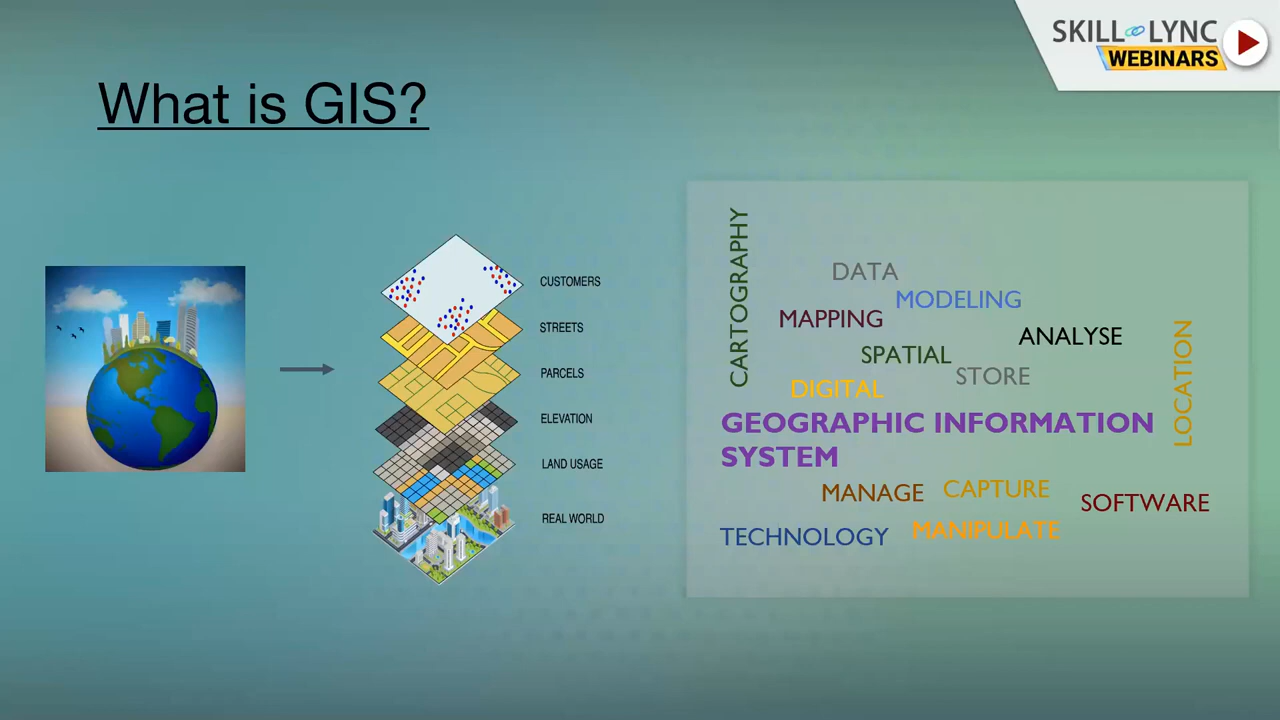 SKILL LYNC
WEBINARS
What is GIS?
CUSTOMERS
STREETS
PARCELS
ELEVATION
LAND USAGE
REAL WORLD
CARTOGRAPHY
DATA
MODELING
MAPPING
ANALYSE
SPATIAL
STORE
DIGITAL
LOCATION
GEOGRAPHIC INFORMATION
SYSTEM
MANAGE
CAPTURE
SOFTWARE
TECHNOLOGY
MANIPULATE